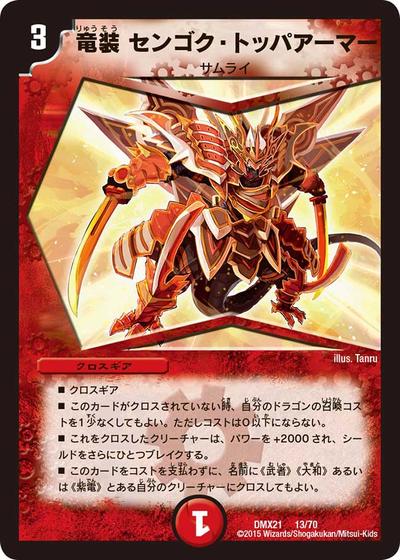 3
りゅうそう
竜装 センゴク・トッパアーマー
サムライ
illus. Tanru
クロスギア
■ クロスギア
■ このカードがクロスされていない時、自分のドラゴンの召喚コス
トを1少なくしてもよい。ただしコストは0以下にならない。
■ これをクロスしたクリーチャーは、パワーを+2000 され、シー
ルドをさらにひとつブレイクする。
■ このカードをコストを支払わずに、名前に《武者》《大和》あるい
は《紫電》とある自分のクリーチャーにクロスしてもよい。
1
DMX21 13/70
©2015 Wizards/Shogakukan/Mitsui-Kids